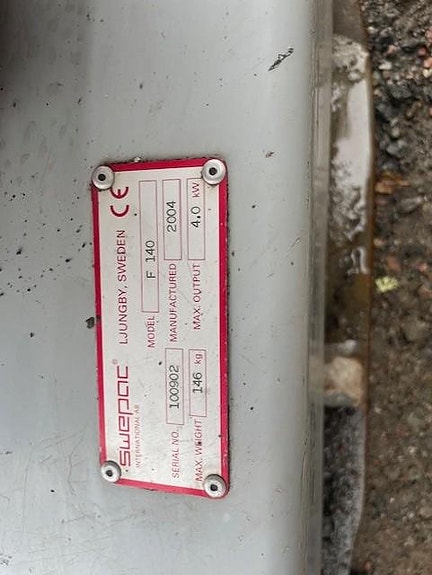 swepac® LJUNGBY, SWEDEN CE
INTERNATIONAL AB
MODEL F 140
SERIAL NO. 100902 MANUFACTURED 2004
MAX. WEIGHT 146 kg MAX. OUTPUT 4.0 kW